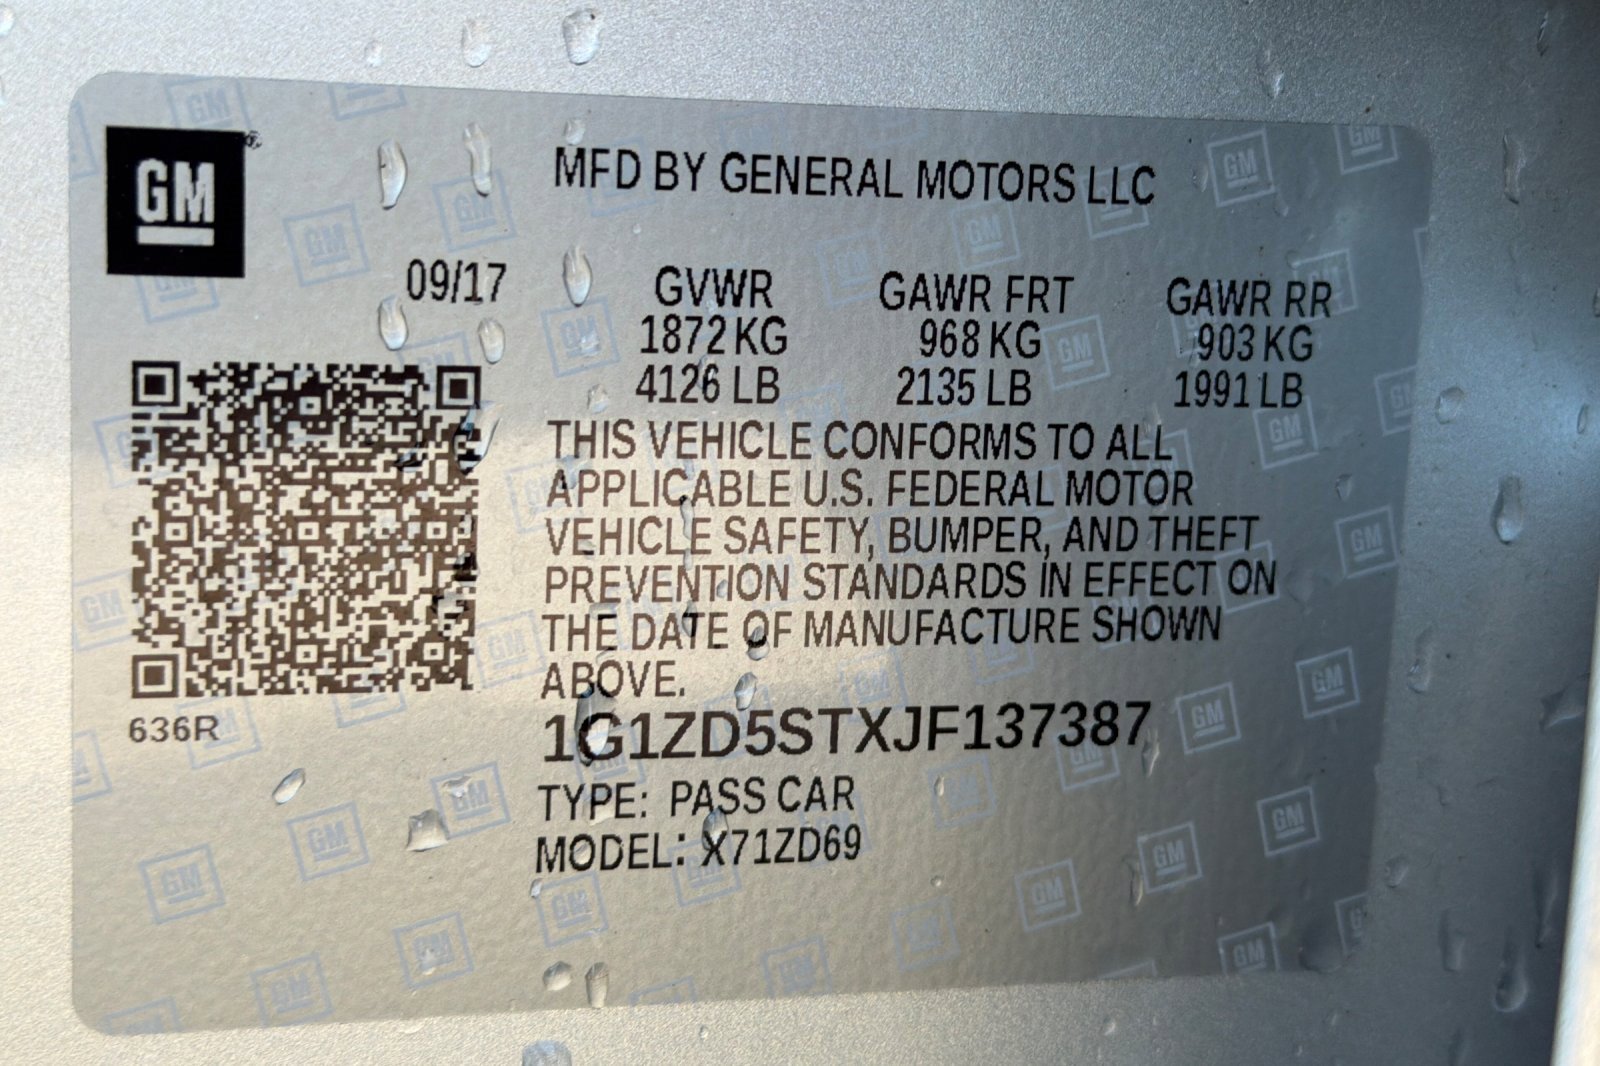 GM
MFD BY GENERAL MOTORS LLC
09/17
GVWR GAWR FRT GAWR RR
1872 KG 968 KG 903 KG
4126 LB 2135 LB 1991 LB
THIS VEHICLE CONFORMS TO ALL
APPLICABLE U.S. FEDERAL MOTOR
VEHICLE SAFETY, BUMPER, AND THEFT
PREVENTION STANDARDS IN EFFECT ON
THE DATE OF MANUFACTURE SHOWN
ABOVE.
636R
1G1ZD5STXJF137387
TYPE: PASS CAR
MODEL: X71ZD69